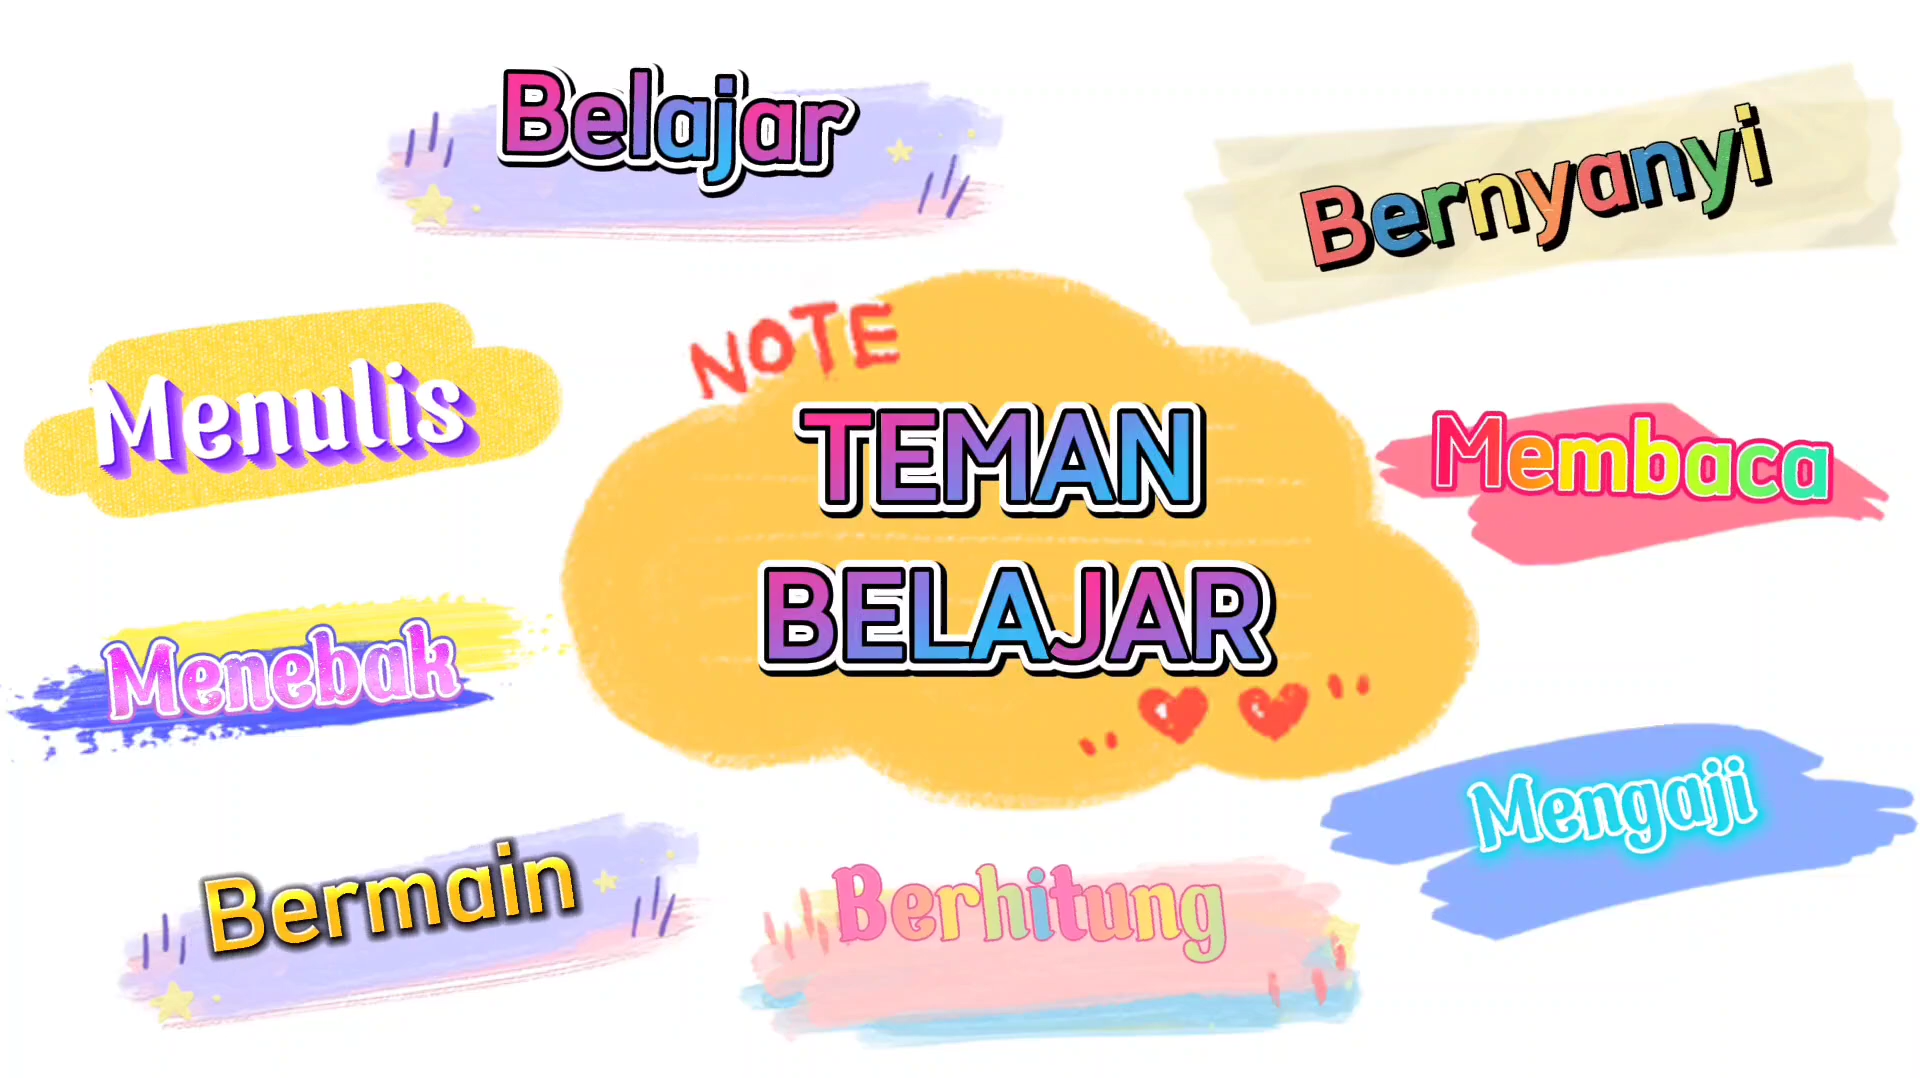 Belajar
Bernyanyi
NOTE
Menulis
TEMAN
BELAJAR
Membaca
Menebak
Mengaji
Bermain
Berhitung